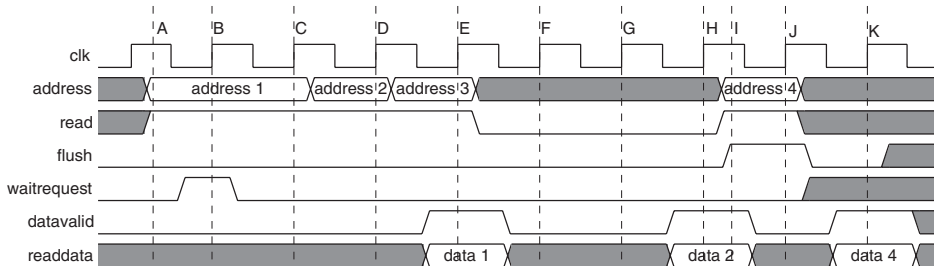 A B C D E F G H I J K
clk
address address 1 address 2 address 3 address 4
read
flush
waitrequest
datavalid
readdata data 1 data 2 data 4